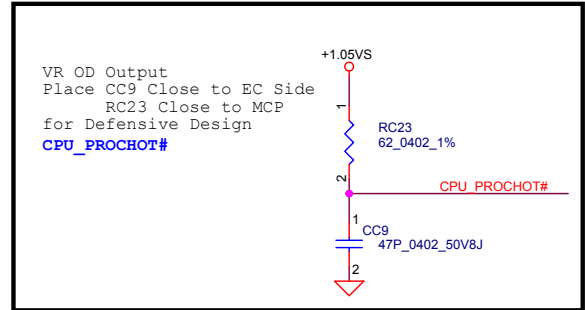 VR OD Output
Place CC9 Close to EC Side
RC23 Close to MCP
for Defensive Design
CPU_PROCHOT#
+1.05VS
1
RC23
62_0402_1%
2
CPU_PROCHOT#
1
CC9
47P_0402_50V8J
2